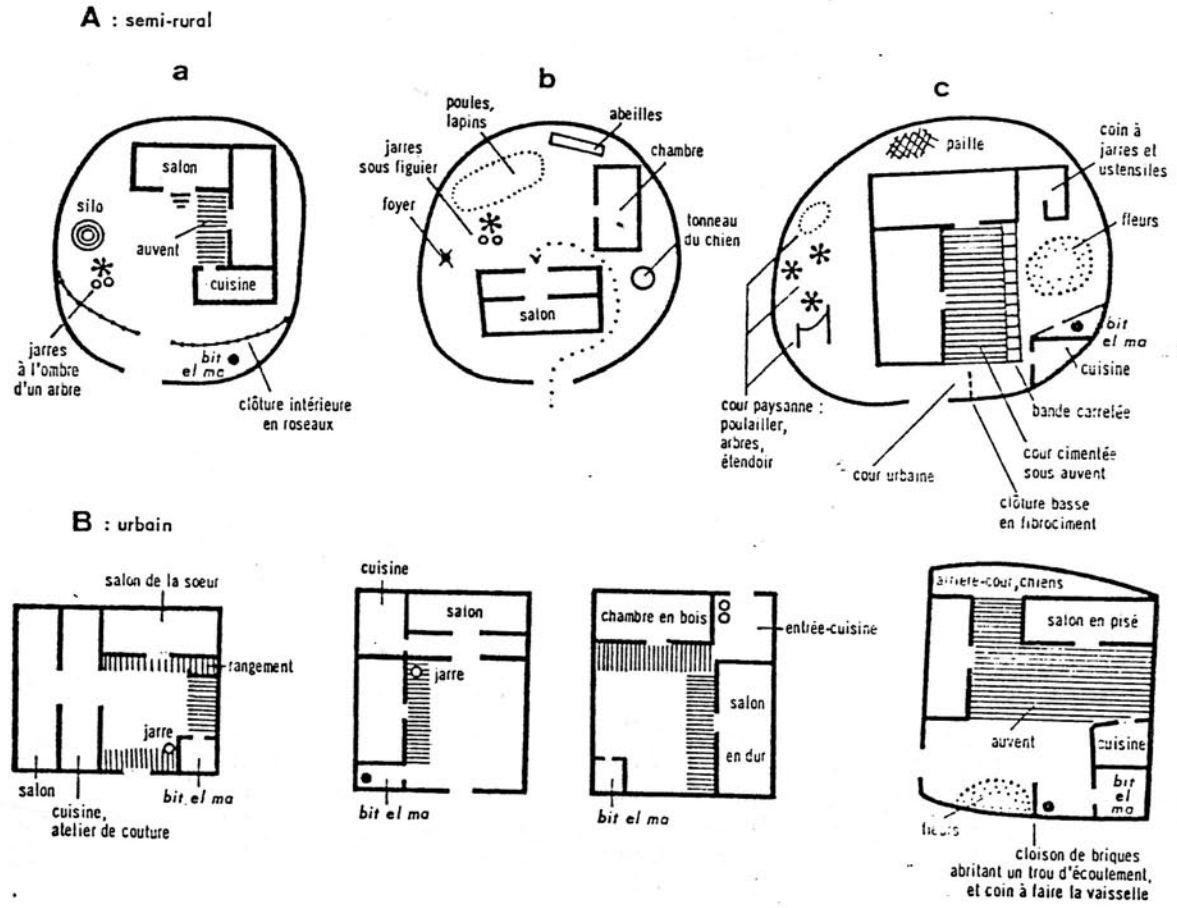 A : semi-rural
a
salon
silo
auvent
cuisine
jarres
à l'ombre
d'un arbre
bit
el ma
clôture intérieure
en roseaux
b
poules,
lapins
abeilles
jarres
sous figuier
chambre
foyer
tonneau
du chien
salon
c
paille
coin à
jarres et
ustensiles
fleurs
bit
el ma
cuisine
bande carrelée
cour paysanne :
poulailler,
arbres,
étendoir
cour urbaine
cour cimentée
sous auvent
clôture basse
en fibrociment
B : urbain
salon de la soeur
rangement
jarre
salon
bit el ma
cuisine,
atelier de couture
cuisine
salon
jarre
bit el ma
chambre en bois
entrée-cuisine
salon
en dur
bit el ma
arrière-cour, chiens
salon en pisé
auvent
cuisine
bit
el
ma
fleurs
cloison de briques
abritant un trou d'écoulement,
et coin à faire la vaisselle